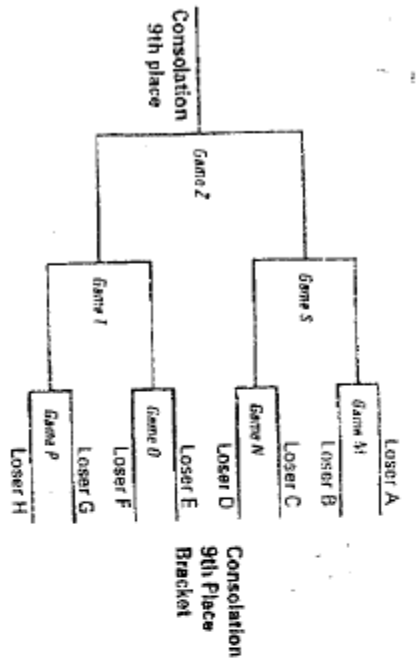 Consolation
9th Place
Bracket
Loser A
Game M
Loser B
Loser C
Game N
Loser D
Loser E
Game O
Loser F
Loser G
Game P
Loser H
Game S
Game T
Game Z
Consolation
9th place